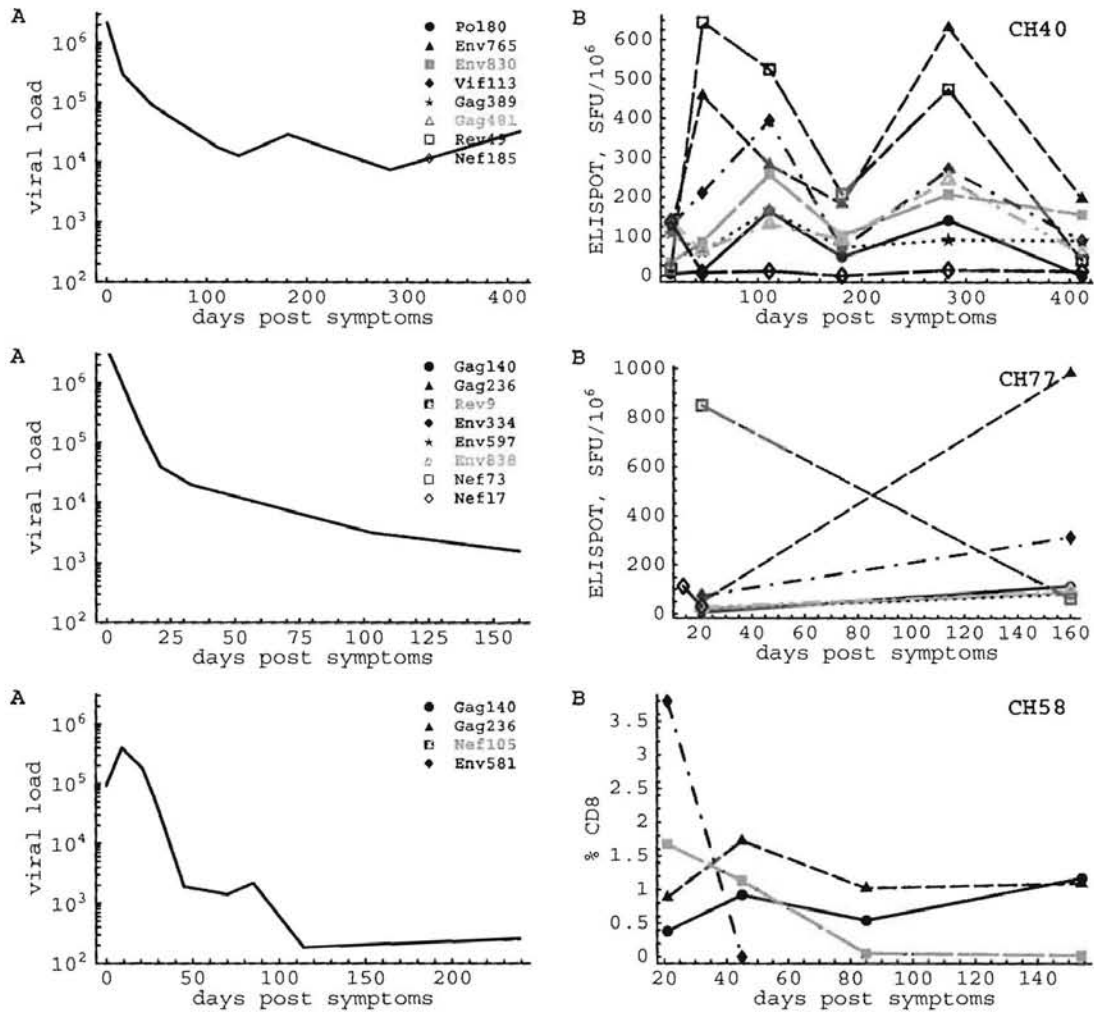 A
viral load
10^6
10^5
10^4
10^3
10^2
0 100 200 300 400
days post symptoms
Pol80
Env765
Env830
Vif113
Gag389
Gag481
Rev49
Nef185
B
CH40
ELISPOT, SFU/10^6
600
500
400
300
200
100
0
100 200 300 400
days post symptoms
A
viral load
10^6
10^5
10^4
10^3
10^2
0 25 50 75 100 125 150
days post symptoms
Gag140
Gag236
Rev9
Env334
Env597
Env838
Nef73
Nef17
B
CH77
ELISPOT, SFU/10^6
1000
800
600
400
200
0
20 40 60 80 100 120 140 160
days post symptoms
A
viral load
10^6
10^5
10^4
10^3
10^2
0 50 100 150 200
days post symptoms
Gag140
Gag236
Nef105
Env581
B
CH58
% CD8
3.5
3
2.5
2
1.5
1
0.5
0
20 40 60 80 100 120 140
days post symptoms